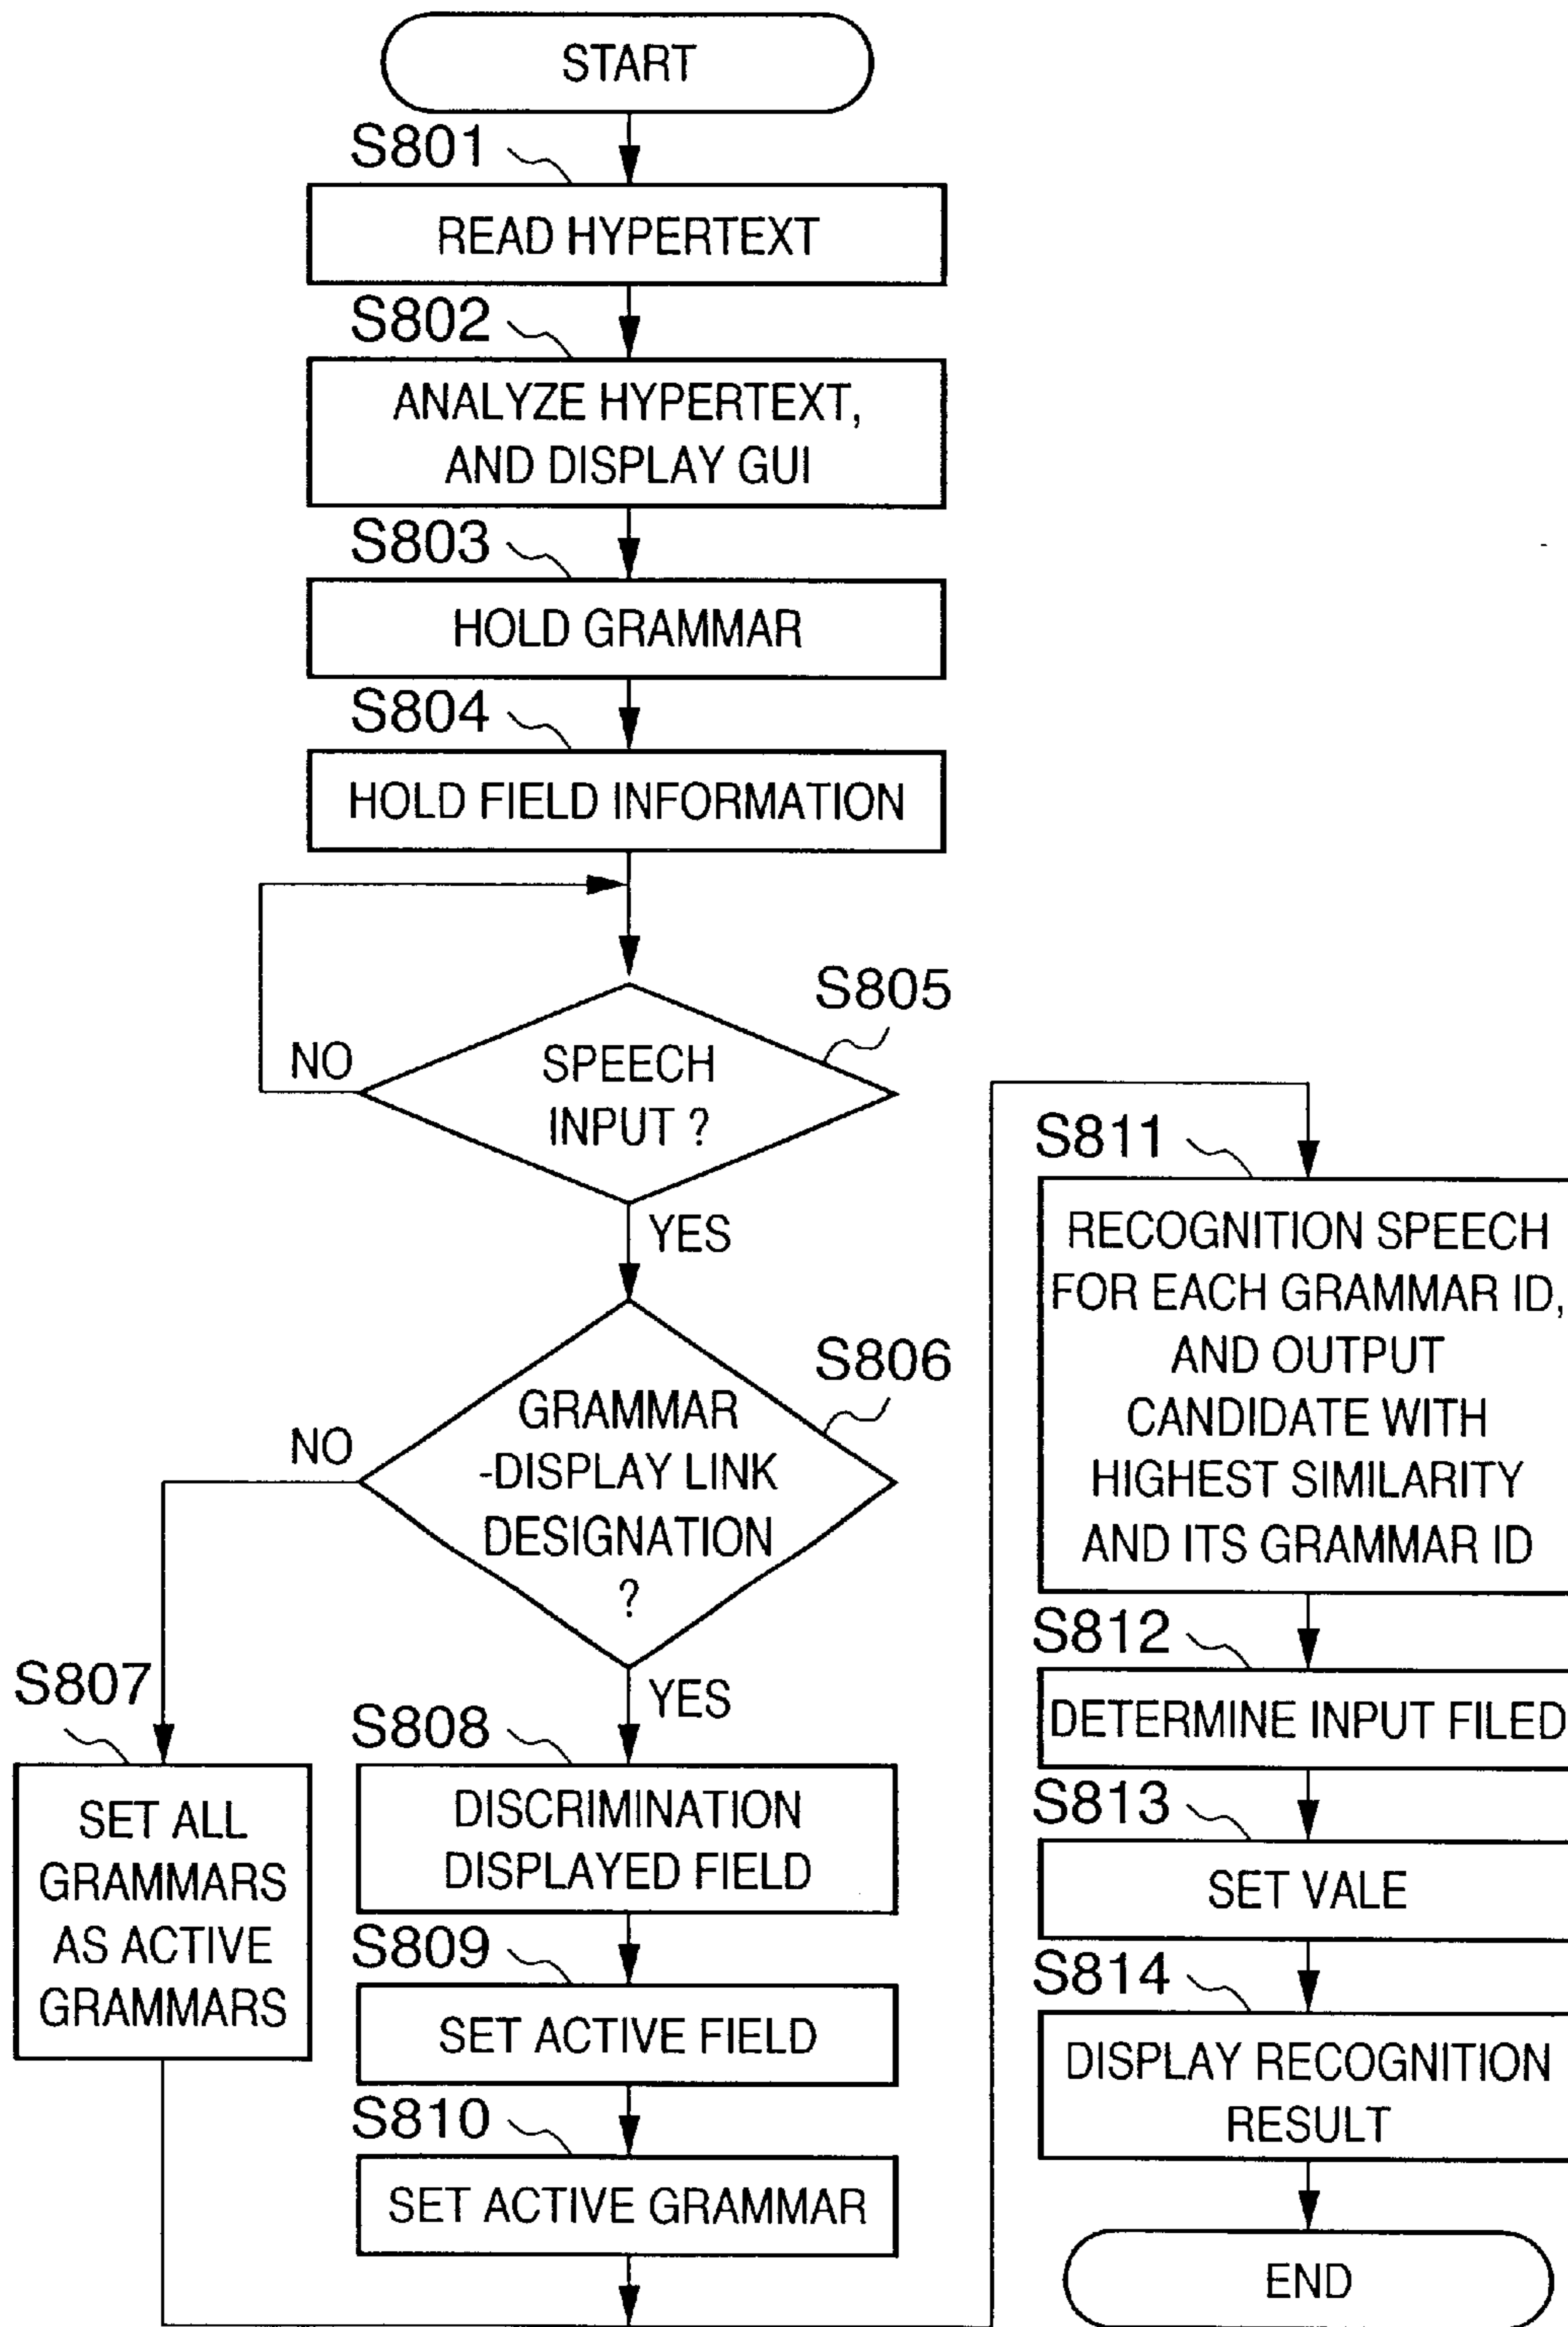 START
S801
READ HYPERTEXT
S802
ANALYZE HYPERTEXT,
AND DISPLAY GUI
S803
HOLD GRAMMAR
S804
HOLD FIELD INFORMATION
S805
NO
SPEECH
INPUT ?
YES
S806
NO
GRAMMAR
-DISPLAY LINK
DESIGNATION
?
YES
S807
SET ALL
GRAMMARS
AS ACTIVE
GRAMMARS
S808
DISCRIMINATION
DISPLAYED FIELD
S809
SET ACTIVE FIELD
S810
SET ACTIVE GRAMMAR
S811
RECOGNITION SPEECH
FOR EACH GRAMMAR ID,
AND OUTPUT
CANDIDATE WITH
HIGHEST SIMILARITY
AND ITS GRAMMAR ID
S812
DETERMINE INPUT FILED
S813
SET VALE
S814
DISPLAY RECOGNITION
RESULT
END